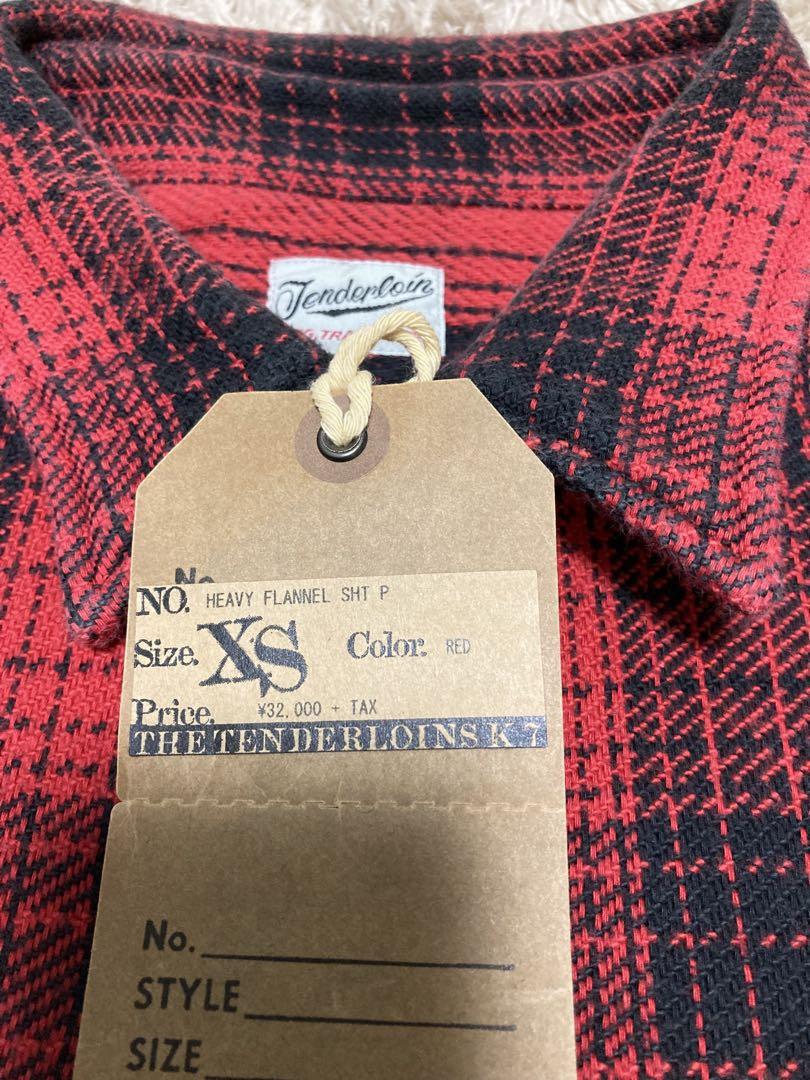 Tenderloin
No.
NO. HEAVY FLANNEL SHT P
Size. XS Color. RED
Price. ¥32,000 + TAX
THE TENDERLOINS K 7
No.
STYLE
SIZE